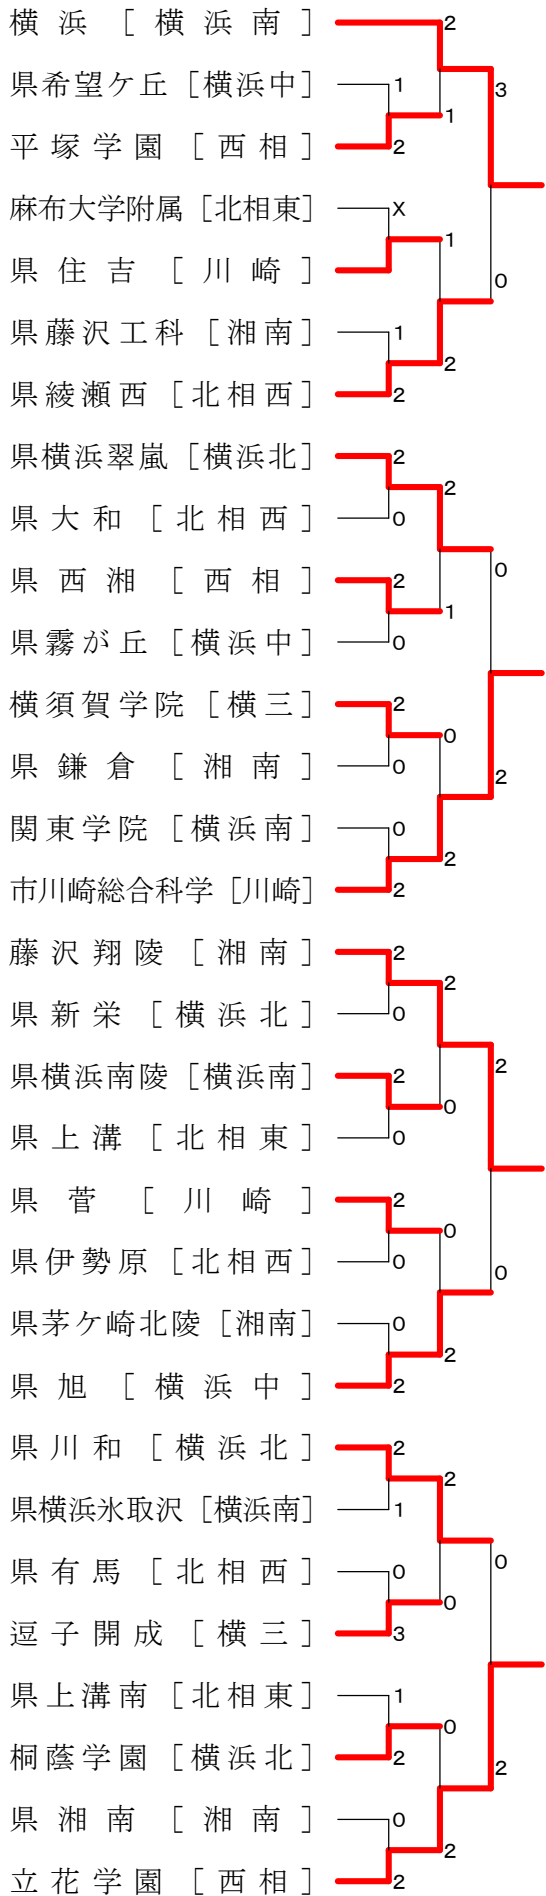 横浜［横浜南］ 2
3
県希望ケ丘［横浜中］ 1
1
平塚学園［西相］ 2
麻布大学附属［北相東］ X
1
県住吉［川崎］
0
県藤沢工科［湘南］ 1
2
県綾瀬西［北相西］ 2
県横浜翠嵐［横浜北］ 2
2
県大和［北相西］ 0
0
県西湘［西相］ 2
1
県霧が丘［横浜中］ 0
横須賀学院［横三］ 2
0
県鎌倉［湘南］ 0
2
関東学院［横浜南］ 0
2
市川崎総合科学［川崎］ 2
藤沢翔陵［湘南］ 2
2
県新栄［横浜北］ 0
2
県横浜南陵［横浜南］ 2
0
県上溝［北相東］ 0
県菅［川崎］ 2
0
県伊勢原［北相西］ 0
0
県茅ケ崎北陵［湘南］ 0
2
県旭［横浜中］ 2
県川和［横浜北］ 2
2
県横浜氷取沢［横浜南］ 1
0
県有馬［北相西］ 0
0
逗子開成［横三］ 3
県上溝南［北相東］ 1
0
桐蔭学園［横浜北］ 2
2
県湘南［湘南］ 0
2
立花学園［西相］ 2